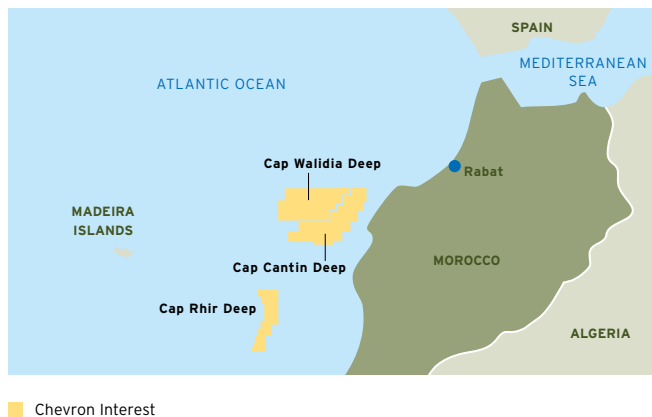 SPAIN
MEDITERRANEAN
SEA
ATLANTIC OCEAN
Cap Walidia Deep
Rabat
MADEIRA
ISLANDS
MOROCCO
Cap Cantin Deep
Cap Rhir Deep
ALGERIA
Chevron Interest